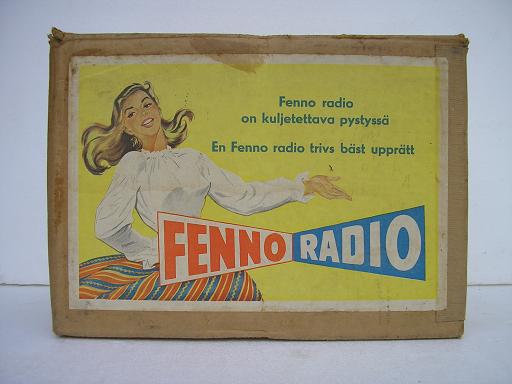 Fenno radio
on kuljetettava pystyssä
En Fenno radio trivs bäst upprätt
FENNO RADIO